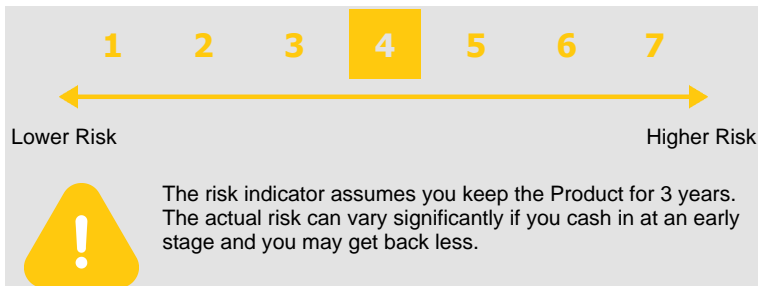 1 2 3 4 5 6 7
Lower Risk Higher Risk
The risk indicator assumes you keep the Product for 3 years.
The actual risk can vary significantly if you cash in at an early
stage and you may get back less.
!